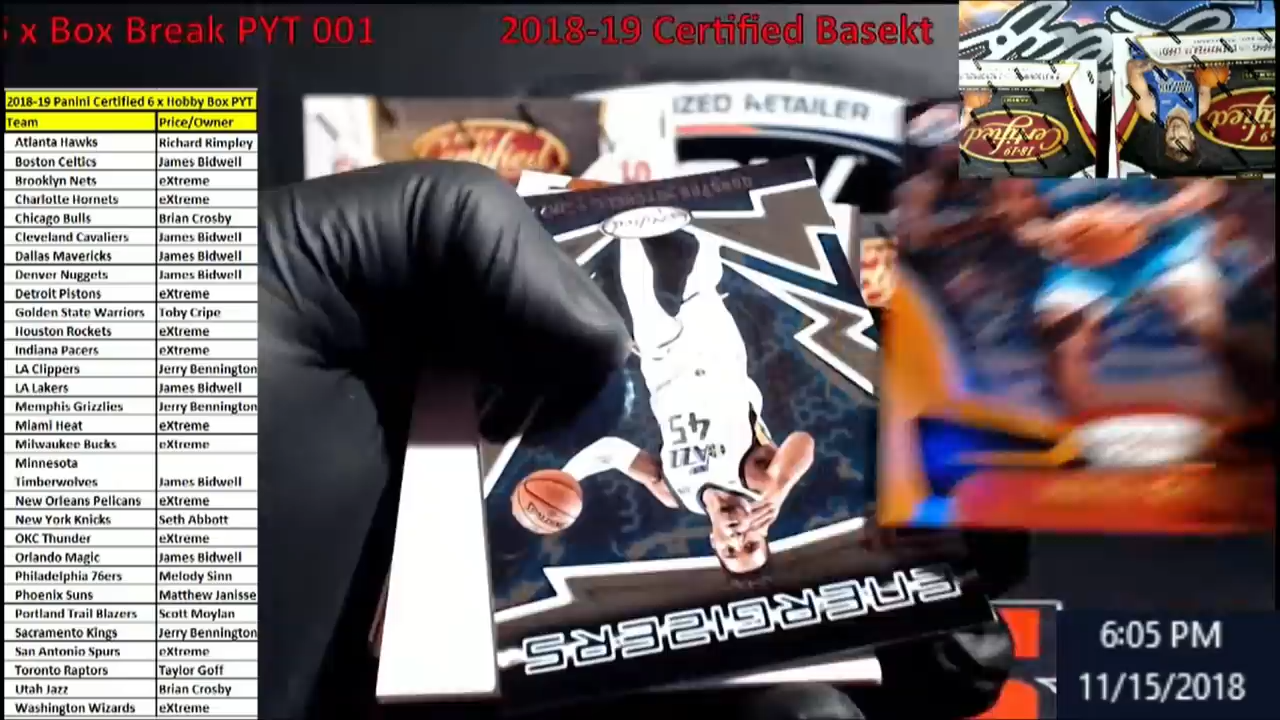 x Box Break PYT 001
2018-19 Certified Basekt
2018-19 Panini Certified 6 x Hobby Box PYT
Team Price/Owner
Atlanta Hawks Richard Rimpley
Boston Celtics James Bidwell
Brooklyn Nets eXtreme
Charlotte Hornets eXtreme
Chicago Bulls Brian Crosby
Cleveland Cavaliers James Bidwell
Dallas Mavericks James Bidwell
Denver Nuggets James Bidwell
Detroit Pistons eXtreme
Golden State Warriors Toby Cripe
Houston Rockets eXtreme
Indiana Pacers eXtreme
LA Clippers Jerry Bennington
LA Lakers James Bidwell
Memphis Grizzlies Jerry Bennington
Miami Heat eXtreme
Milwaukee Bucks eXtreme
Minnesota
Timberwolves James Bidwell
New Orleans Pelicans eXtreme
New York Knicks Seth Abbott
OKC Thunder eXtreme
Orlando Magic James Bidwell
Philadelphia 76ers Melody Sinn
Phoenix Suns Matthew Janisse
Portland Trail Blazers Scott Moylan
Sacramento Kings Jerry Bennington
San Antonio Spurs eXtreme
Toronto Raptors Taylor Goff
Utah Jazz Brian Crosby
Washington Wizards eXtreme
IZED RETAILER
Certified
10
Certified
JAZZ
45
ENERGIZERS
18-19
Certified
Certified
6:05 PM
11/15/2018